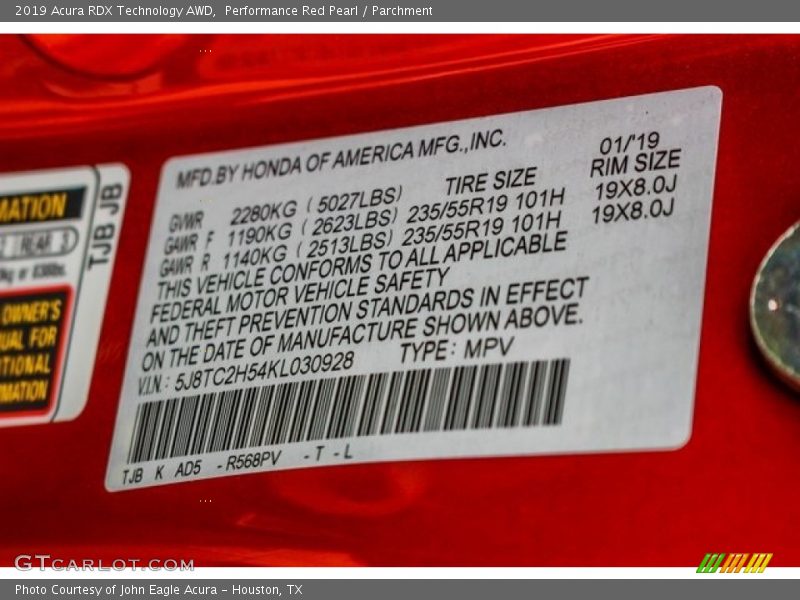 2019 Acura RDX Technology AWD, Performance Red Pearl / Parchment
MFD.BY HONDA OF AMERICA MFG.,INC. 01/'19
TIRE SIZE RIM SIZE
GVWR 2280KG ( 5027LBS)
GAWR F 1190KG ( 2623LBS) 235/55R19 101H 19X8.0J
GAWR R 1140KG ( 2513LBS) 235/55R19 101H 19X8.0J
THIS VEHICLE CONFORMS TO ALL APPLICABLE
FEDERAL MOTOR VEHICLE SAFETY
AND THEFT PREVENTION STANDARDS IN EFFECT
ON THE DATE OF MANUFACTURE SHOWN ABOVE.
V.I.N.: 5J8TC2H54KL030928 TYPE: MPV
TJB K AD5 - R568PV - T - L
MATION
REAR 3
TJB JB
OWNER'S
UAL FOR
ITIONAL
MATION
GTCARLOT.COM
Photo Courtesy of John Eagle Acura - Houston, TX